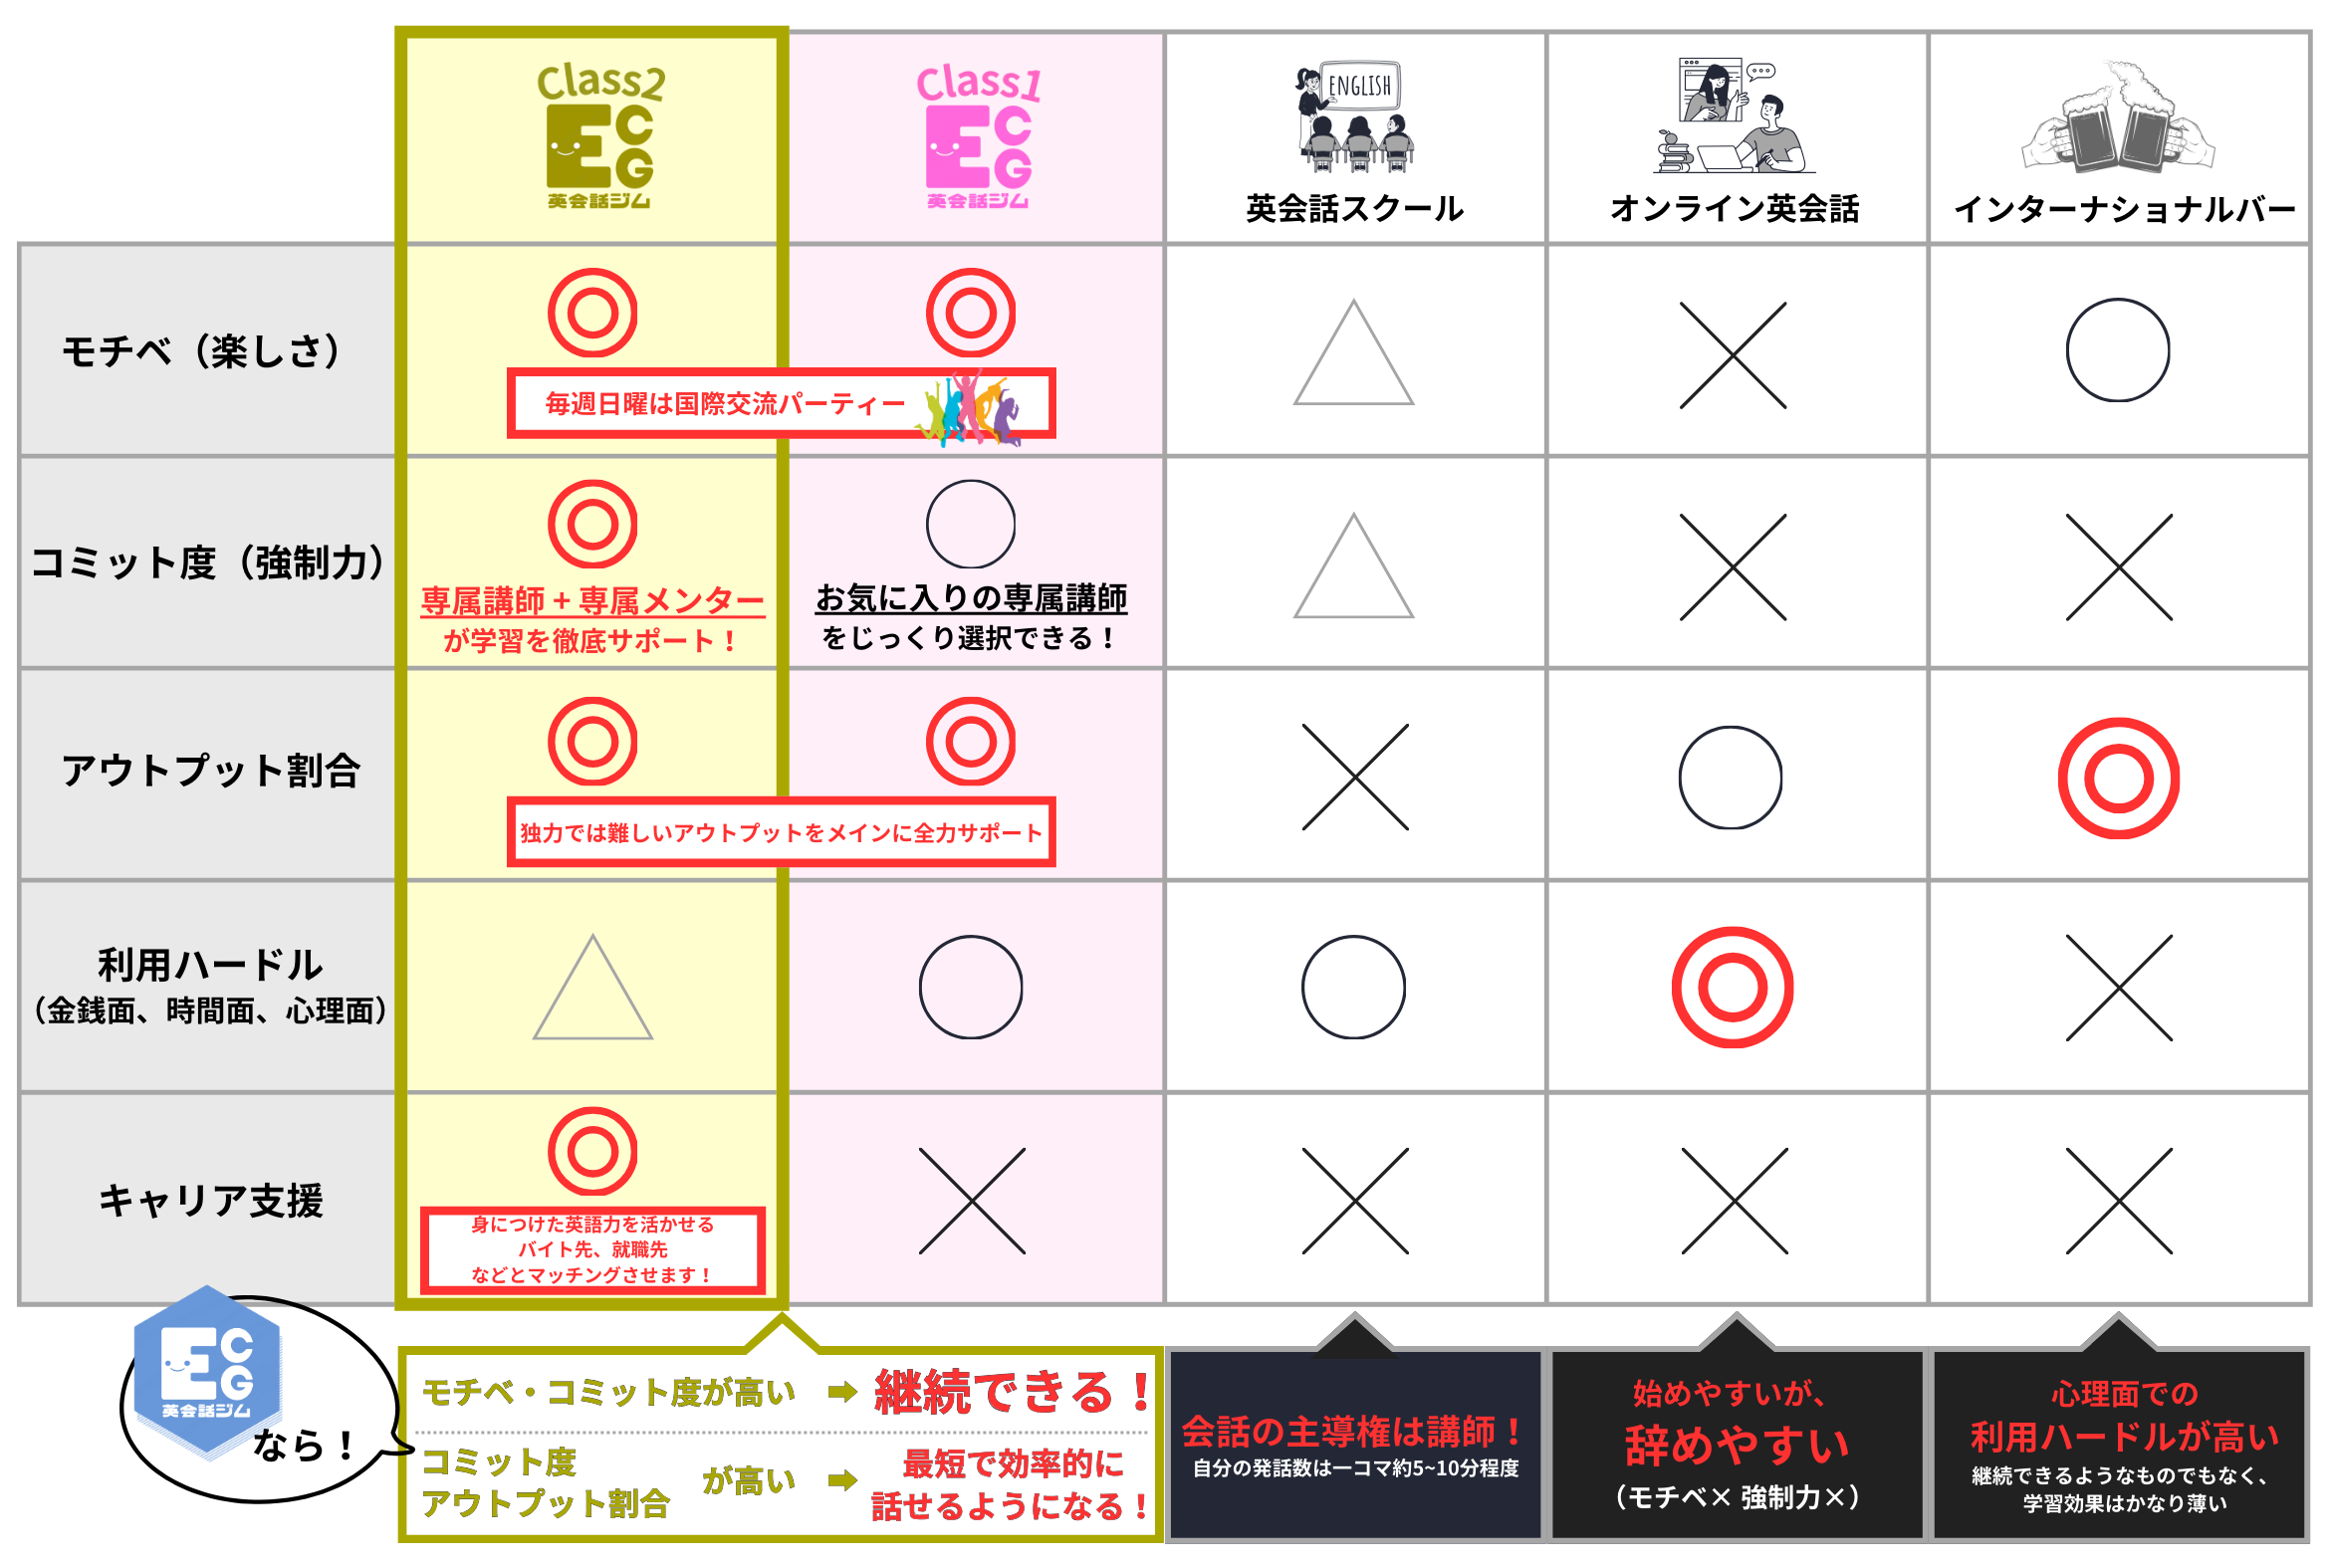 Class2
ECG
英会話ジム
Class1
ECG
英会話ジム
ENGLISH
英会話スクール
オンライン英会話
インターナショナルバー
モチベ（楽しさ）
◎
◎
△
×
○
毎週日曜は国際交流パーティー
コミット度（強制力）
◎
専属講師+専属メンター
が学習を徹底サポート！
○
お気に入りの専属講師
をじっくり選択できる！
△
×
×
アウトプット割合
◎
◎
×
○
◎
独力では難しいアウトプットをメインに全力サポート
利用ハードル
（金銭面、時間面、心理面）
△
○
○
◎
×
キャリア支援
◎
身につけた英語力を活かせる
バイト先、就職先
などとマッチングさせます！
×
×
×
×
ECG
英会話ジム
なら！
モチベ・コミット度が高い
継続できる！
コミット度
アウトプット割合
が高い
最短で効率的に
話せるようになる！
会話の主導権は講師！
自分の発話数は一コマ約5~10分程度
始めやすいが、
辞めやすい
（モチベ× 強制力×）
心理面での
利用ハードルが高い
継続できるようなものでもなく、
学習効果はかなり薄い